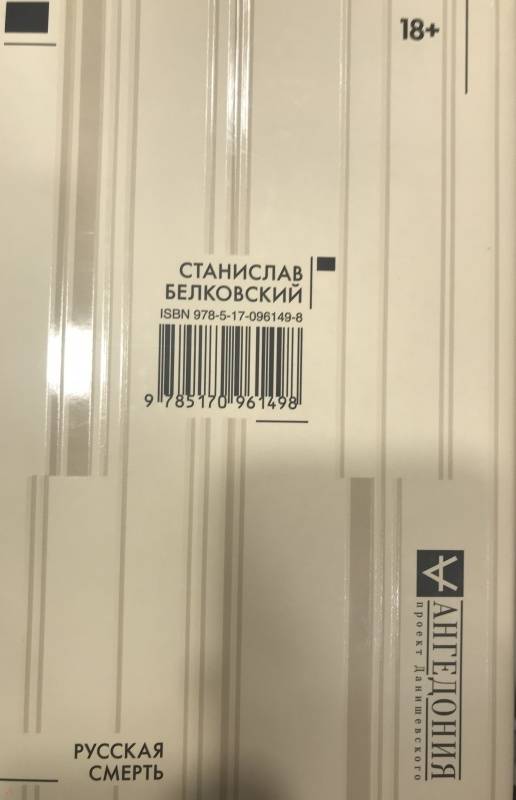 18+
СТАНИСЛАВ
БЕЛКОВСКИЙ
ISBN 978-5-17-096149-8
9 785170 961498
АНГЕДОНИЯ
проект Данишевского
РУССКАЯ
СМЕРТЬ